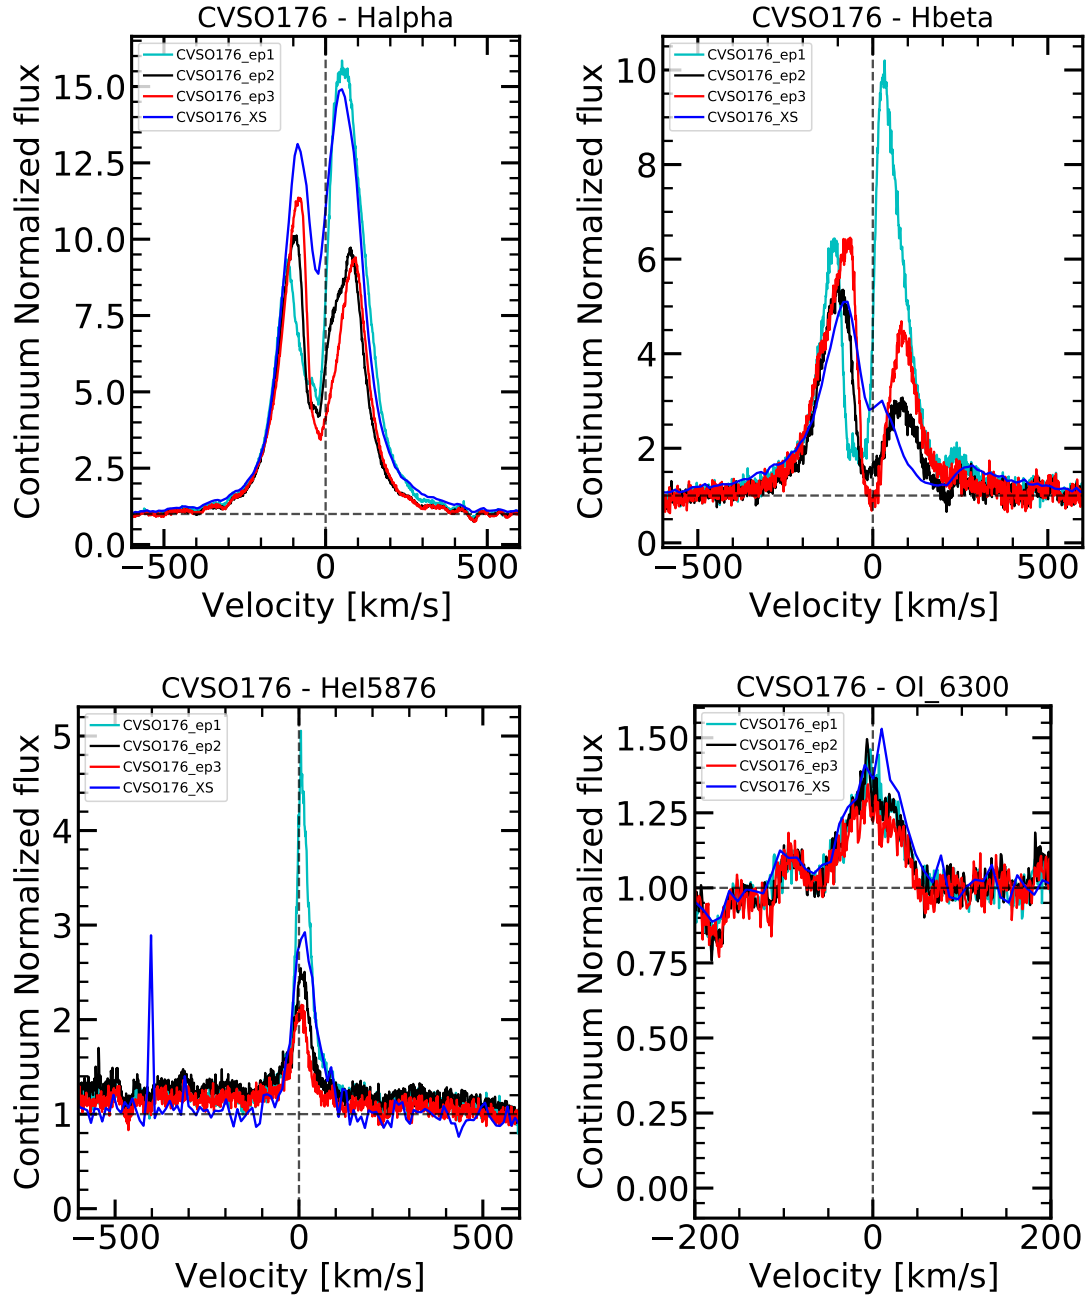 CVSO176 - Halpha
CVSO176_ep1
CVSO176_ep2
CVSO176_ep3
CVSO176_XS
15.0
12.5
10.0
7.5
5.0
2.5
0.0
Continuum Normalized flux
−500
0
500
Velocity [km/s]
CVSO176 - Hbeta
CVSO176_ep1
CVSO176_ep2
CVSO176_ep3
CVSO176_XS
10
8
6
4
2
0
Continuum Normalized flux
−500
0
500
Velocity [km/s]
CVSO176 - HeI5876
CVSO176_ep1
CVSO176_ep2
CVSO176_ep3
CVSO176_XS
5
4
3
2
1
0
Continuum Normalized flux
−500
0
500
Velocity [km/s]
CVSO176 - OI_6300
CVSO176_ep1
CVSO176_ep2
CVSO176_ep3
CVSO176_XS
1.50
1.25
1.00
0.75
0.50
0.25
0.00
Continuum Normalized flux
−200
0
200
Velocity [km/s]